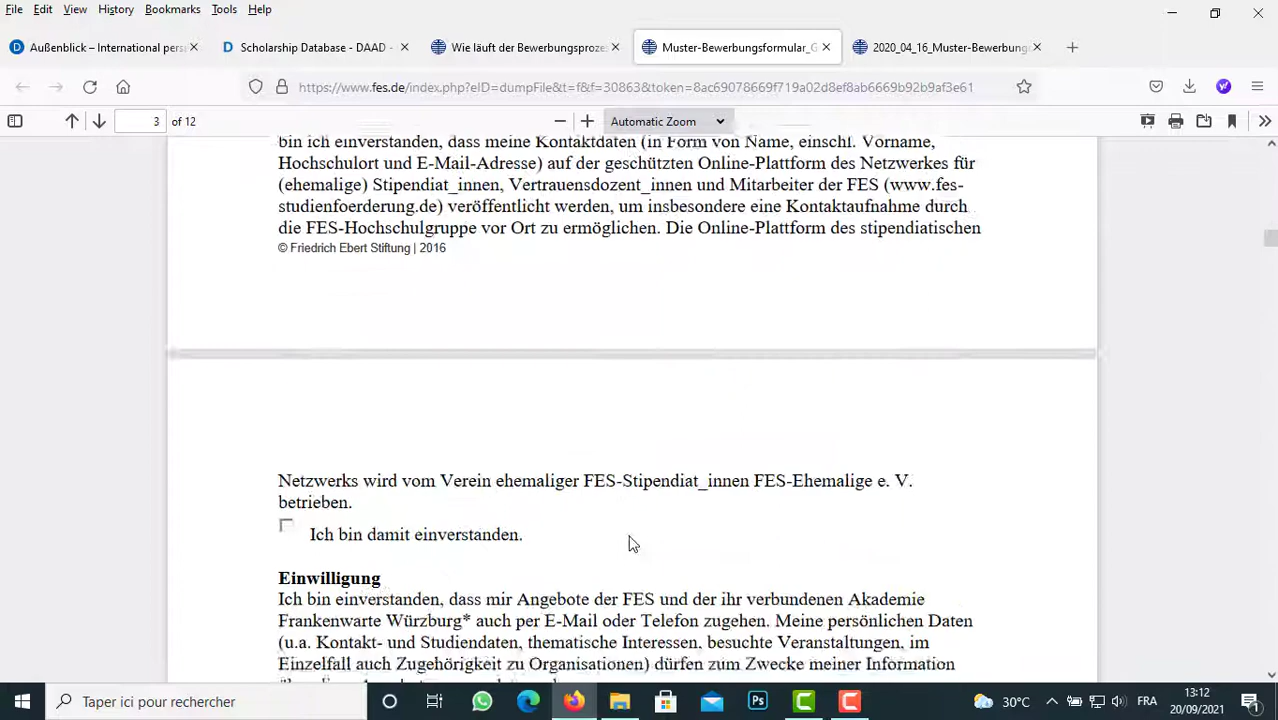 File Edit View History Bookmarks Tools Help
Außenblick – International pers
Scholarship Database - DAAD -
Wie läuft der Bewerbungsproze
Muster-Bewerbungsformular_G
2020_04_16_Muster-Bewerbung
https://www.fes.de/index.php?eID=dumpFile&t=f&f=30863&token=8ac69078669f719a02d8ef8ab6669b92b9af3e61
3 of 12
Automatic Zoom
bin ich einverstanden, dass meine Kontaktdaten (in Form von Name, einschl. Vorname,
Hochschulort und E-Mail-Adresse) auf der geschützten Online-Plattform des Netzwerkes für
(ehemalige) Stipendiat_innen, Vertrauensdozent_innen und Mitarbeiter der FES (www.fes-
studienfoerderung.de) veröffentlicht werden, um insbesondere eine Kontaktaufnahme durch
die FES-Hochschulgruppe vor Ort zu ermöglichen. Die Online-Plattform des stipendiatischen
© Friedrich Ebert Stiftung | 2016
Netzwerks wird vom Verein ehemaliger FES-Stipendiat_innen FES-Ehemalige e. V.
betrieben.
Ich bin damit einverstanden.
Einwilligung
Ich bin einverstanden, dass mir Angebote der FES und der ihr verbundenen Akademie
Frankenwarte Würzburg* auch per E-Mail oder Telefon zugehen. Meine persönlichen Daten
(u.a. Kontakt- und Studiendaten, thematische Interessen, besuchte Veranstaltungen, im
Einzelfall auch Zugehörigkeit zu Organisationen) dürfen zum Zwecke meiner Information
Taper ici pour rechercher
Ps
30°C
FRA
13:12
20/09/2021
1